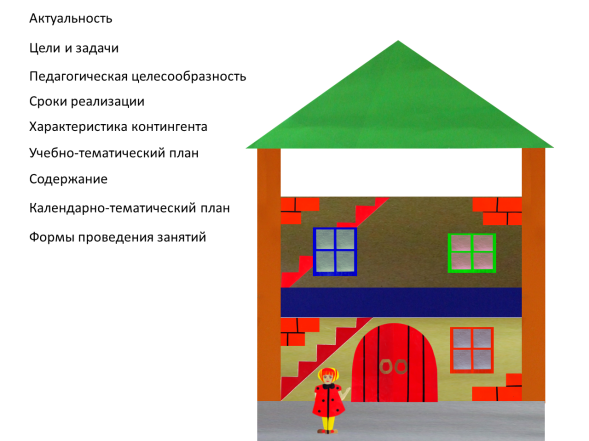 Актуальность
Цели и задачи
Педагогическая целесообразность
Сроки реализации
Характеристика контингента
Учебно-тематический план
Содержание
Календарно-тематический план
Формы проведения занятий